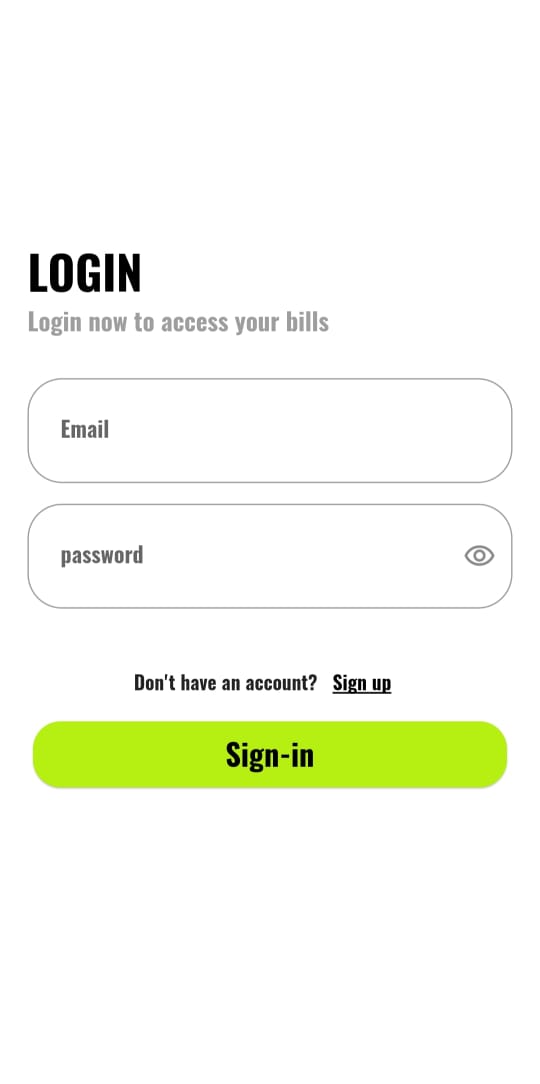 LOGIN
Login now to access your bills
Email
password
Don't have an account? Sign up
Sign-in